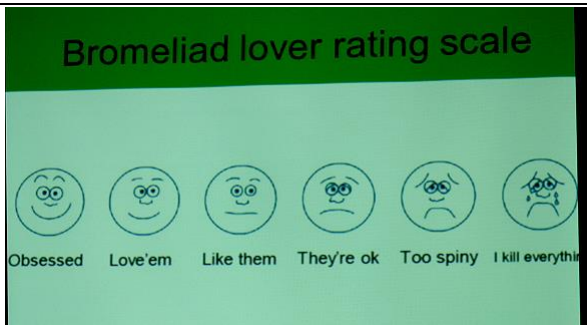 Bromeliad lover rating scale
Obsessed Love'em Like them They're ok Too spiny I kill everythin